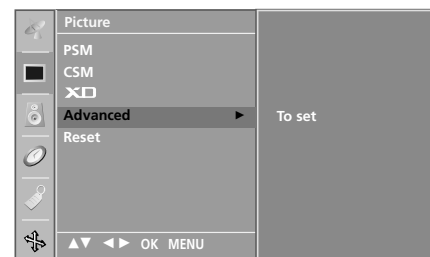 Picture
PSM
CSM
XD
Advanced ► To set
Reset
▲▼ ◄► OK MENU